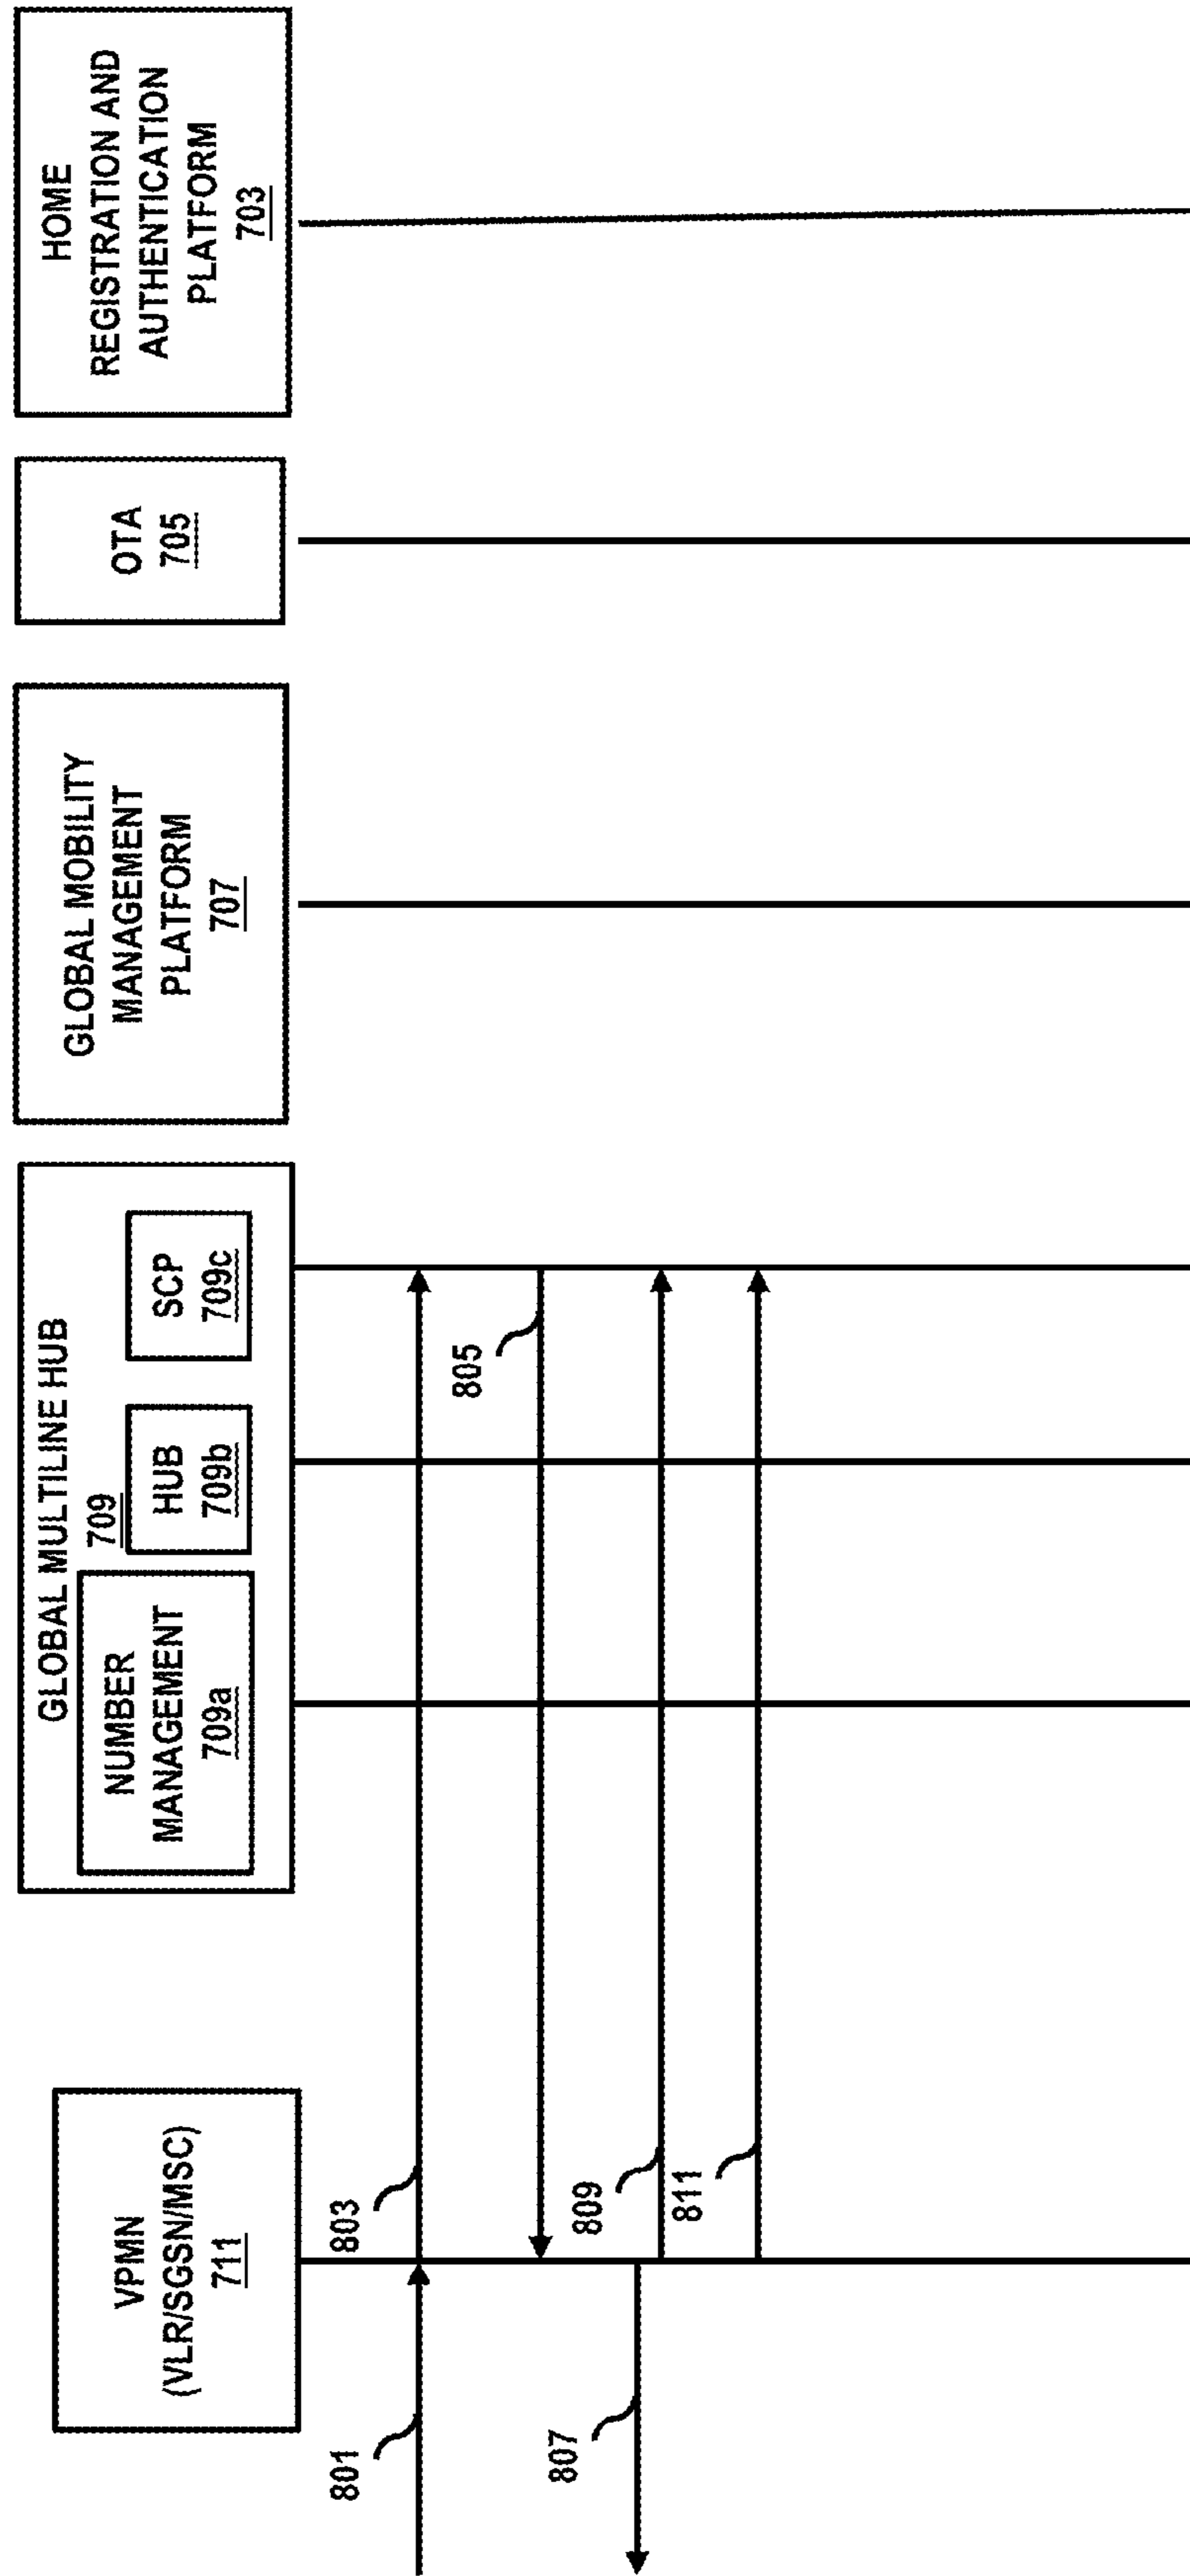 VPMN
(VLR/SGSN/MSC)
711
GLOBAL MULTILINE HUB
709
NUMBER
MANAGEMENT
709a
HUB
709b
SCP
709c
GLOBAL MOBILITY
MANAGEMENT
PLATFORM
707
OTA
705
HOME
REGISTRATION AND
AUTHENTICATION
PLATFORM
703
801
803
805
807
809
811